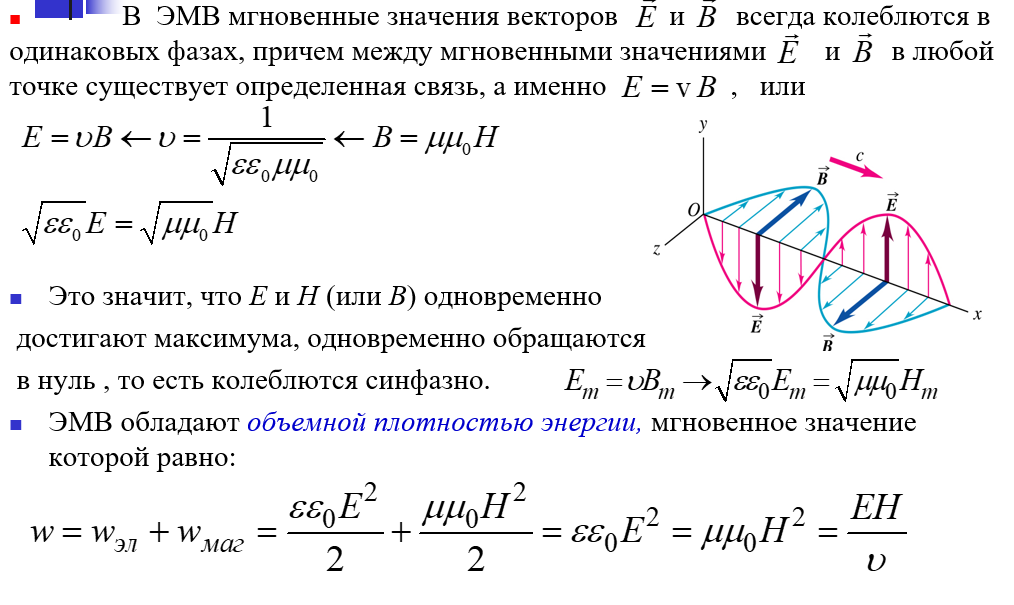 В ЭМВ мгновенные значения векторов E⃗ и B⃗ всегда колеблются в
одинаковых фазах, причем между мгновенными значениями E⃗ и B⃗ в любой
точке существует определенная связь, а именно E = v B , или
E = υB ← υ = 1/√(εε₀μμ₀) ← B = μμ₀H
√(εε₀) E = √(μμ₀) H
y
c
B⃗
E⃗
O
z
x
E⃗
B⃗
Это значит, что E и H (или B) одновременно
достигают максимума, одновременно обращаются
в нуль , то есть колеблются синфазно. Eₘ = υBₘ → √(εε₀) Eₘ = √(μμ₀) Hₘ
ЭМВ обладают объемной плотностью энергии, мгновенное значение
которой равно:
w = w_эл + w_маг = εε₀E²/2 + μμ₀H²/2 = εε₀E² = μμ₀H² = EH/υ